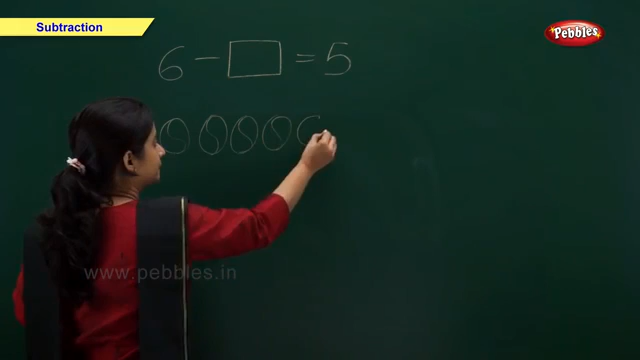 Subtraction
Pebbles
6 - □ = 5
www.pebbles.in